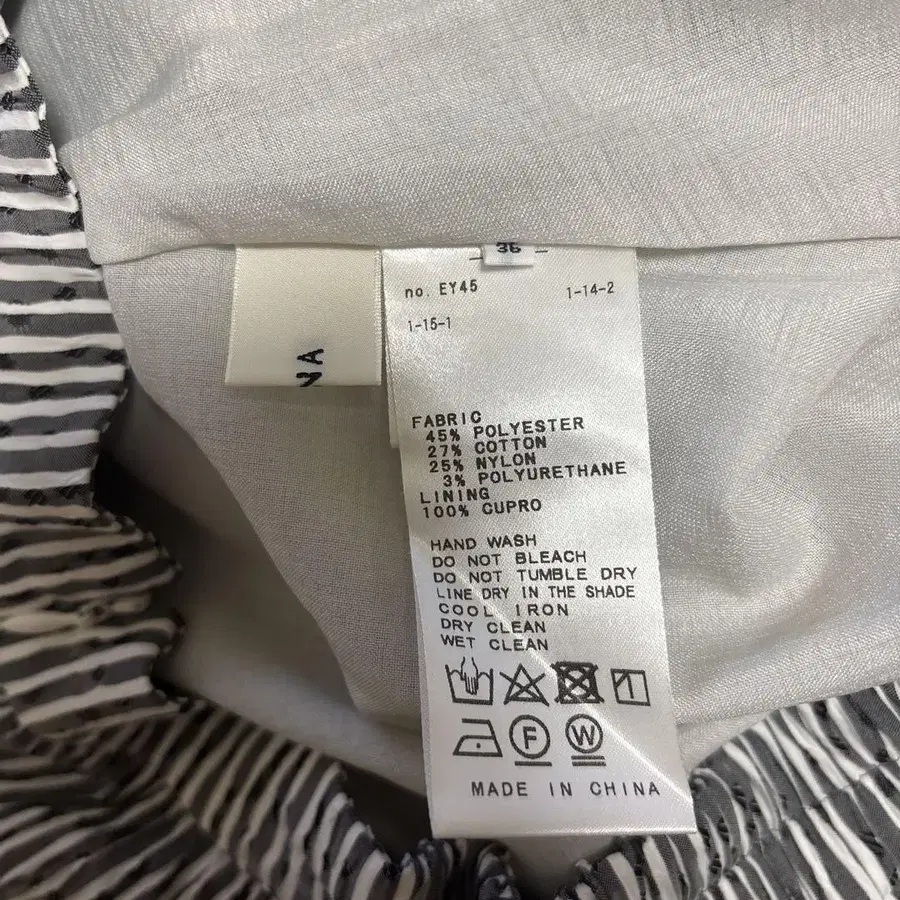 36
no. EY45
1-14-2
1-15-1
NA
FABRIC
45% POLYESTER
27% COTTON
25% NYLON
3% POLYURETHANE
LINING
100% CUPRO
HAND WASH
DO NOT BLEACH
DO NOT TUMBLE DRY
LINE DRY IN THE SHADE
COOL IRON
DRY CLEAN
WET CLEAN
F
W
MADE IN CHINA